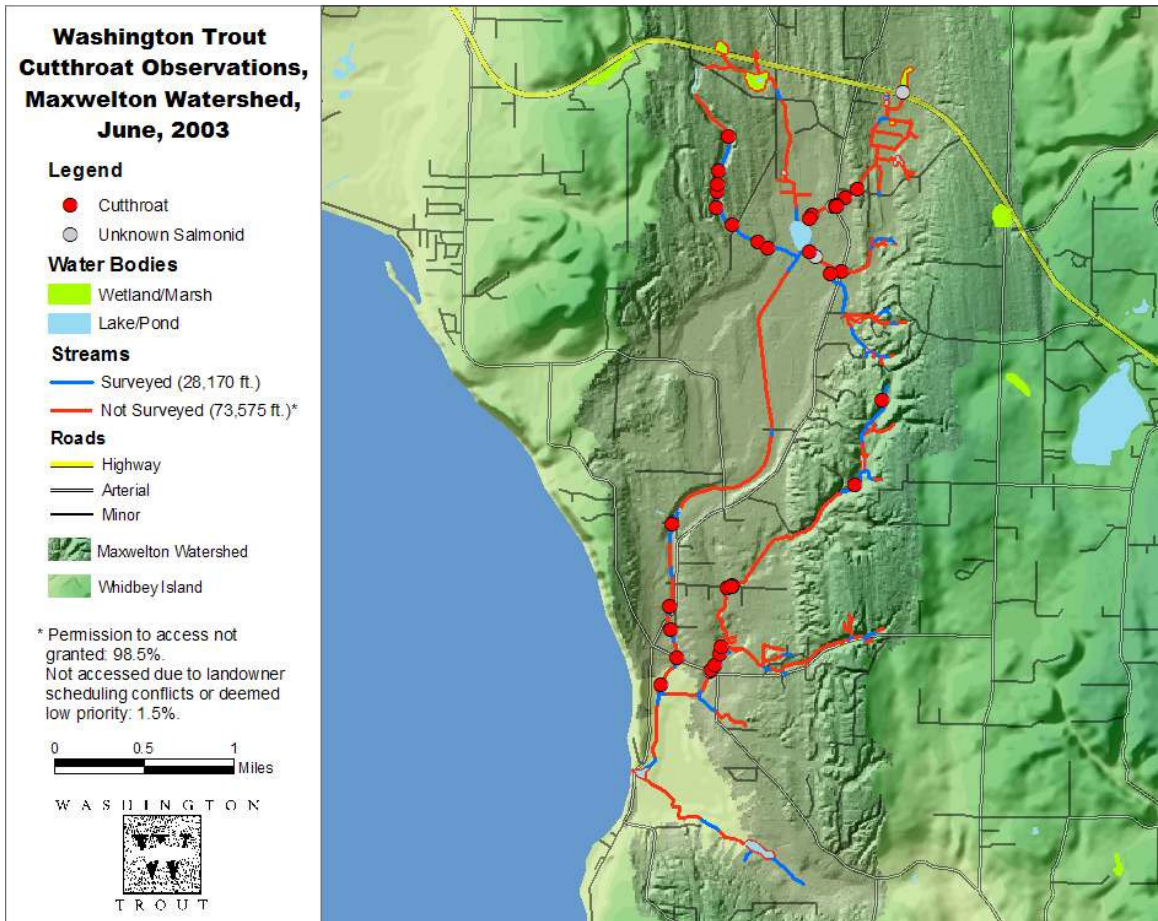 Washington Trout
Cutthroat Observations,
Maxwelton Watershed,
June, 2003
Legend
Cutthroat
Unknown Salmonid
Water Bodies
Wetland/Marsh
Lake/Pond
Streams
Surveyed (28,170 ft.)
Not Surveyed (73,575 ft.)*
Roads
Highway
Arterial
Minor
Maxwelton Watershed
Whidbey Island
* Permission to access not
granted: 98.5%.
Not accessed due to landowner
scheduling conflicts or deemed
low priority: 1.5%.
0 0.5 1
Miles
WASHINGTON
TROUT